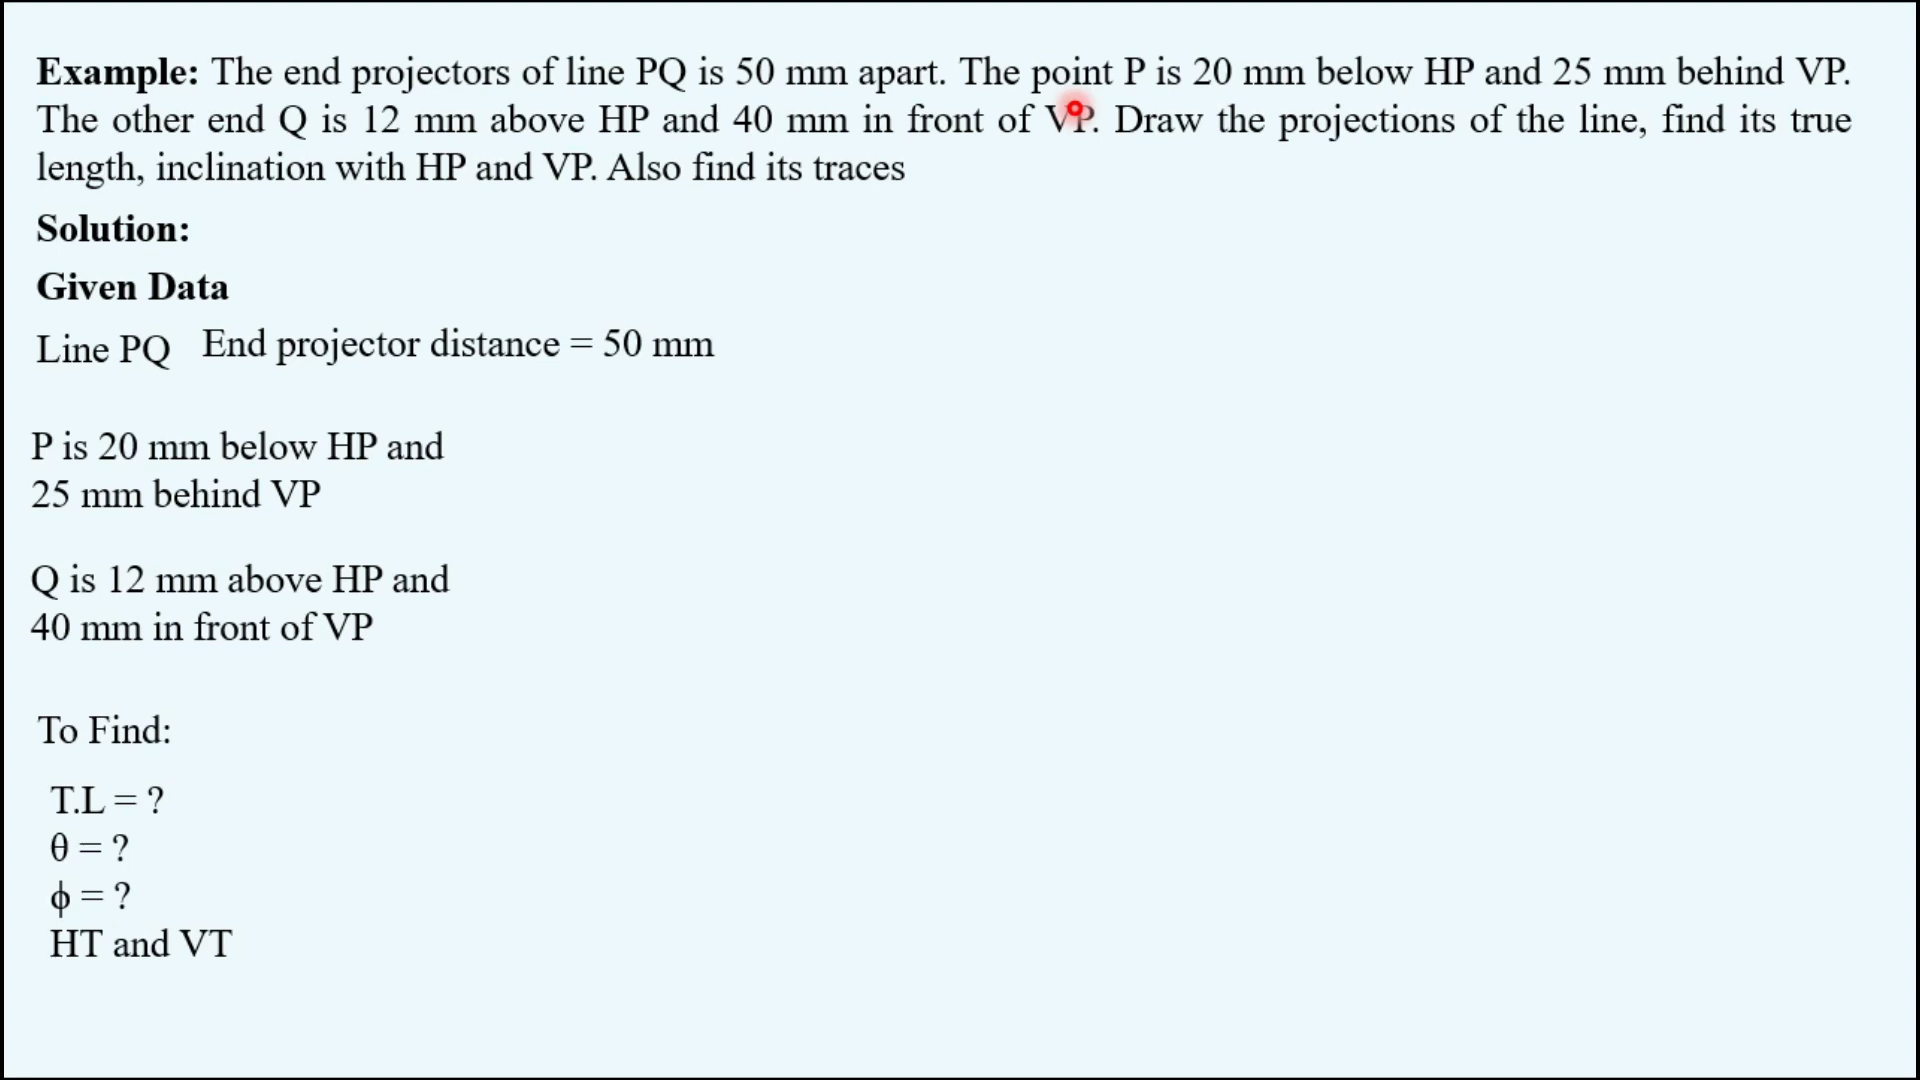 Example: The end projectors of line PQ is 50 mm apart. The point P is 20 mm below HP and 25 mm behind VP.
The other end Q is 12 mm above HP and 40 mm in front of VP. Draw the projections of the line, find its true
length, inclination with HP and VP. Also find its traces
Solution:
Given Data
Line PQ End projector distance = 50 mm
P is 20 mm below HP and
25 mm behind VP
Q is 12 mm above HP and
40 mm in front of VP
To Find:
T.L = ?
θ = ?
ϕ = ?
HT and VT